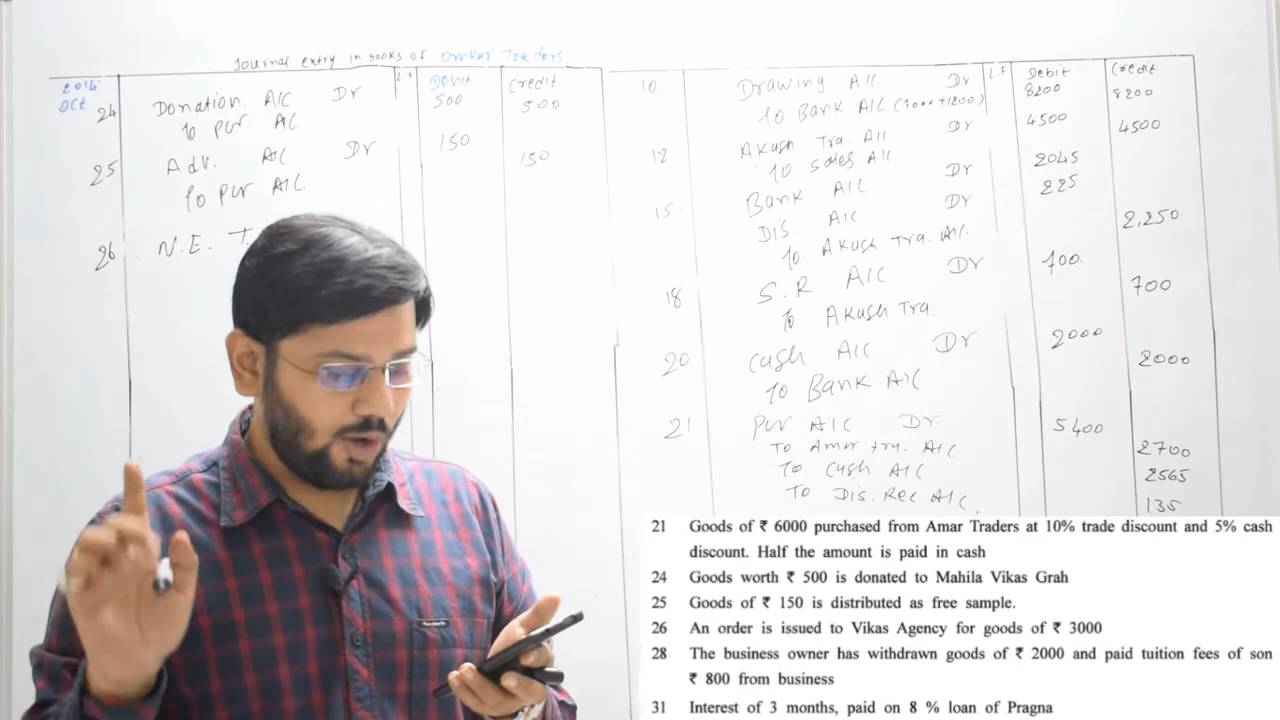 Journal entry in books of Omkar Traders
2014
Oct
L.F
Debit
Credit
24 Donation A/C Dr 500
To pur A/C 500
25 Adv. A/C Dr 150
To pur A/C. 150
26 N.E. T.
L.F
Debit
Credit
10. Drawing A/C Dr 8200
To Bank A/C (7000+1200) 8200
12 Akash Tra. A/C Dr 4500
To sales A/C 4500
15. Bank A/C Dr 2045
Dis. A/C Dr 225
To Akash Tra. A/C. 2,250
18. S.R A/C Dr 700.
To Akash Tra. 700
20 Cash A/C Dr 2000
To Bank A/C 2000
21 Pur A/C Dr 5400
To Amar try. A/C 2700
To Cash A/C 2565
To Dis. Rec A/C 135
21 Goods of ₹ 6000 purchased from Amar Traders at 10% trade discount and 5% cash
discount. Half the amount is paid in cash
24 Goods worth ₹ 500 is donated to Mahila Vikas Grah
25 Goods of ₹ 150 is distributed as free sample.
26 An order is issued to Vikas Agency for goods of ₹ 3000
28 The business owner has withdrawn goods of ₹ 2000 and paid tuition fees of son
₹ 800 from business
31 Interest of 3 months, paid on 8 % loan of Pragna